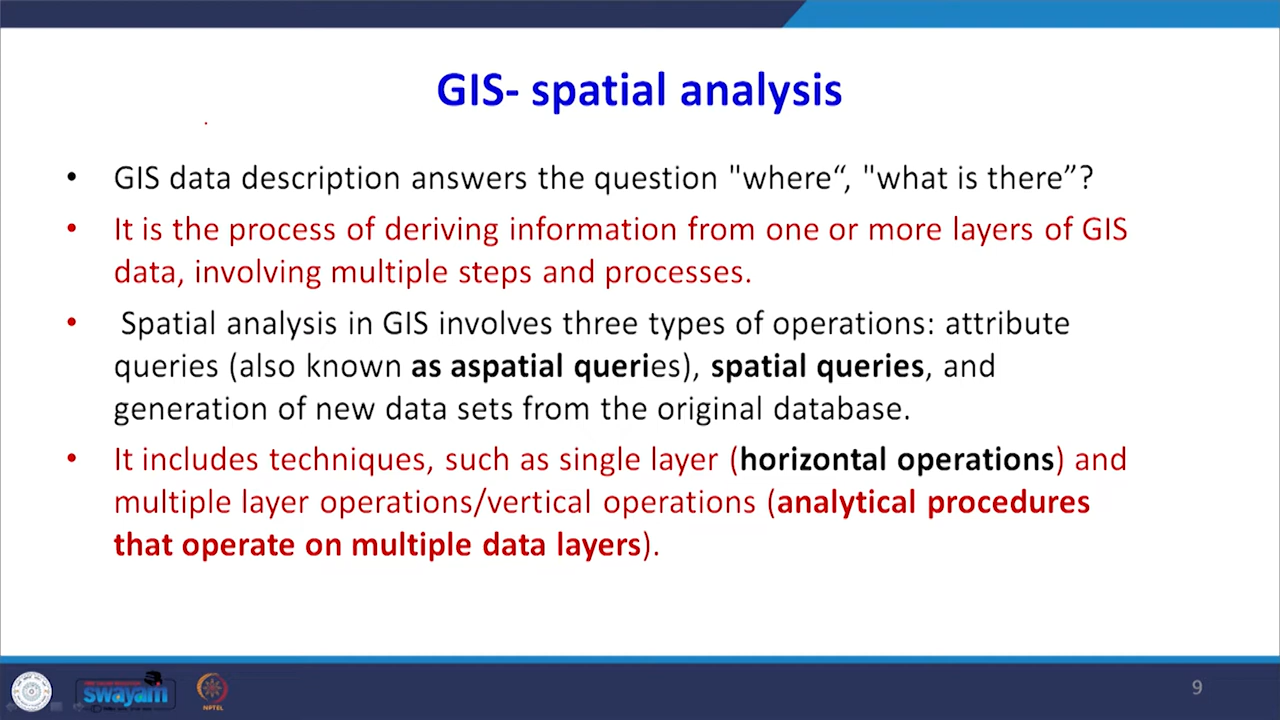 GIS- spatial analysis
• GIS data description answers the question "where“, "what is there”?
• It is the process of deriving information from one or more layers of GIS
data, involving multiple steps and processes.
• Spatial analysis in GIS involves three types of operations: attribute
queries (also known as aspatial queries), spatial queries, and
generation of new data sets from the original database.
• It includes techniques, such as single layer (horizontal operations) and
multiple layer operations/vertical operations (analytical procedures
that operate on multiple data layers).
swayam
NPTEL
9